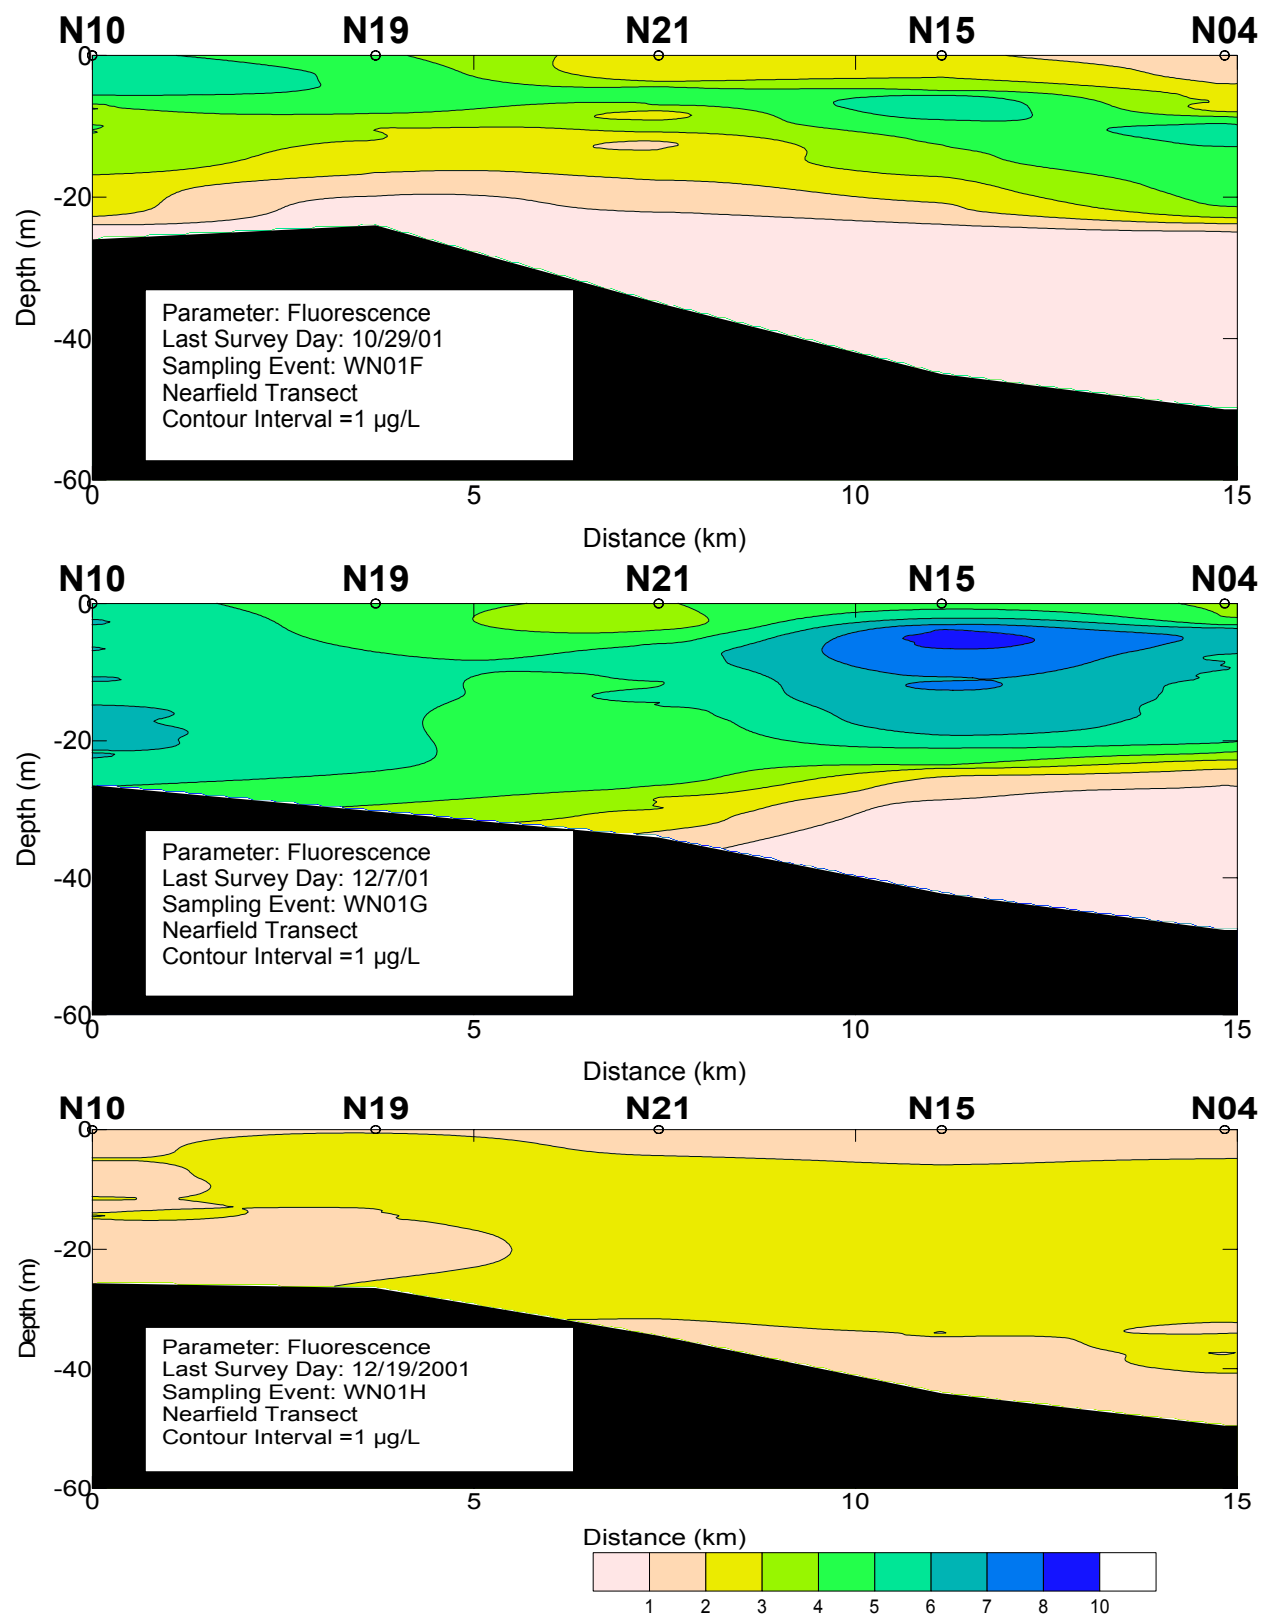 N10 N19 N21 N15 N04
0
-20
-40
-60
Depth (m)
Parameter: Fluorescence
Last Survey Day: 10/29/01
Sampling Event: WN01F
Nearfield Transect
Contour Interval =1 µg/L
0 5 10 15
Distance (km)
N10 N19 N21 N15 N04
0
-20
-40
-60
Depth (m)
Parameter: Fluorescence
Last Survey Day: 12/7/01
Sampling Event: WN01G
Nearfield Transect
Contour Interval =1 µg/L
0 5 10 15
Distance (km)
N10 N19 N21 N15 N04
0
-20
-40
-60
Depth (m)
Parameter: Fluorescence
Last Survey Day: 12/19/2001
Sampling Event: WN01H
Nearfield Transect
Contour Interval =1 µg/L
0 5 10 15
Distance (km)
1 2 3 4 5 6 7 8 10